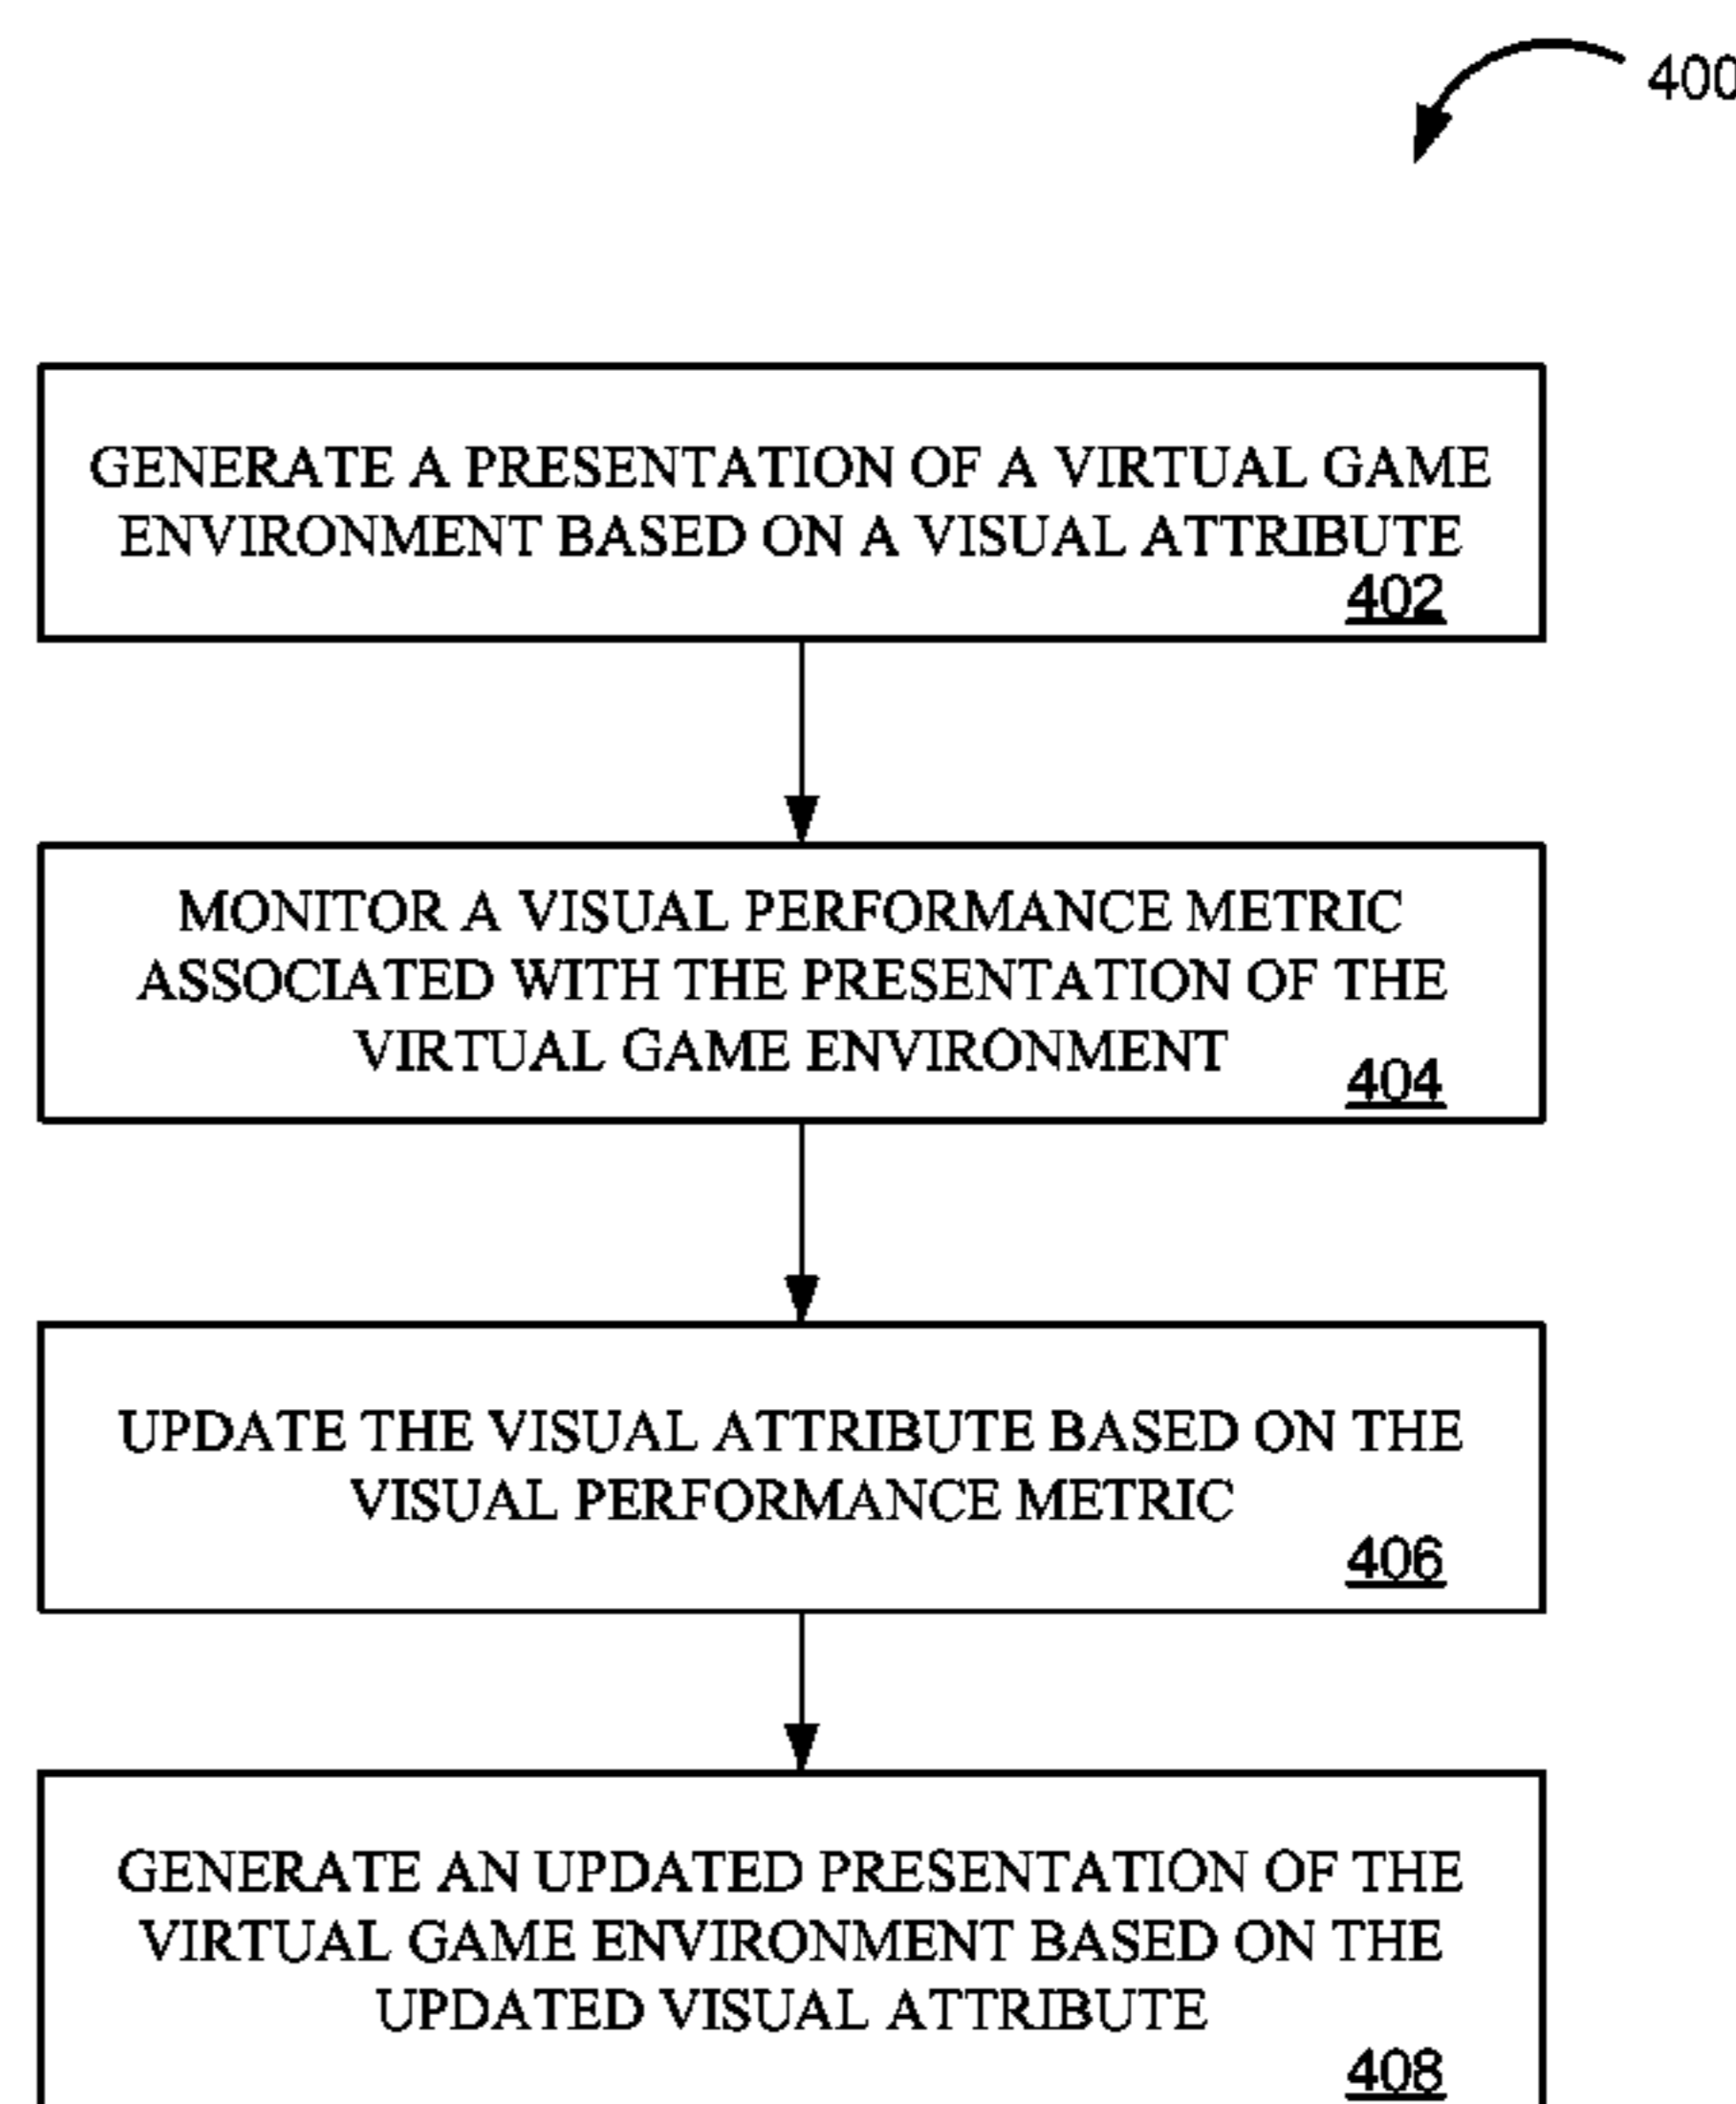 400
GENERATE A PRESENTATION OF A VIRTUAL GAME
ENVIRONMENT BASED ON A VISUAL ATTRIBUTE
402
MONITOR A VISUAL PERFORMANCE METRIC
ASSOCIATED WITH THE PRESENTATION OF THE
VIRTUAL GAME ENVIRONMENT
404
UPDATE THE VISUAL ATTRIBUTE BASED ON THE
VISUAL PERFORMANCE METRIC
406
GENERATE AN UPDATED PRESENTATION OF THE
VIRTUAL GAME ENVIRONMENT BASED ON THE
UPDATED VISUAL ATTRIBUTE
408